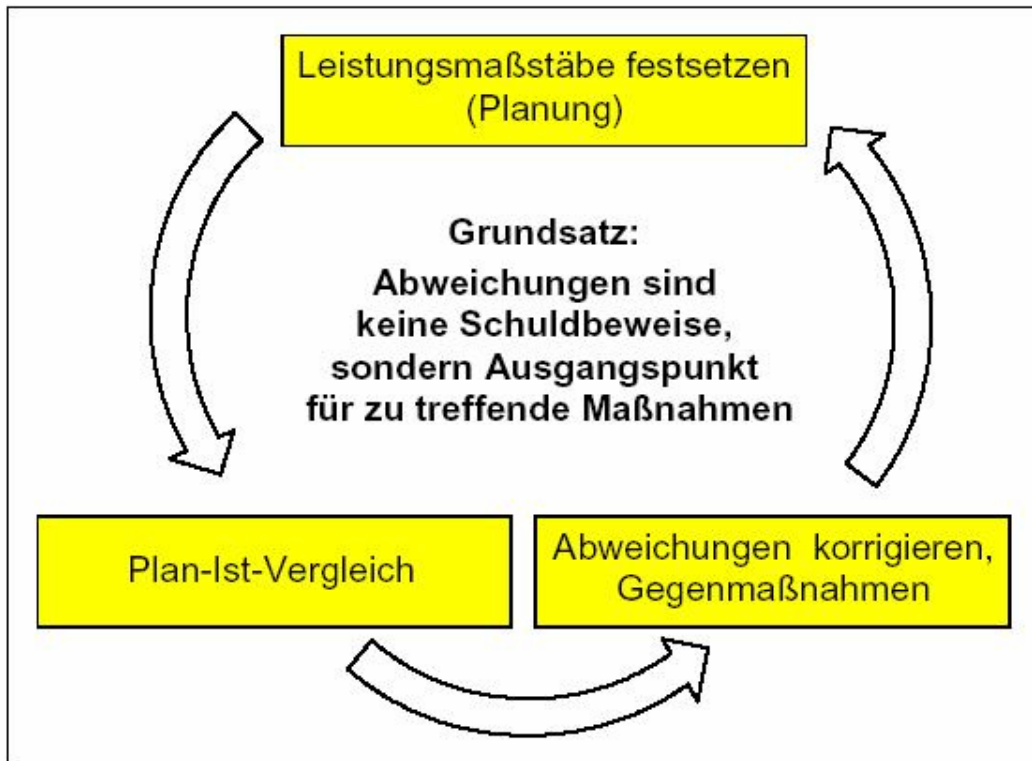 Leistungsmaßstäbe festsetzen
(Planung)
Grundsatz:
Abweichungen sind
keine Schuldbeweise,
sondern Ausgangspunkt
für zu treffende Maßnahmen
Plan-Ist-Vergleich
Abweichungen korrigieren,
Gegenmaßnahmen